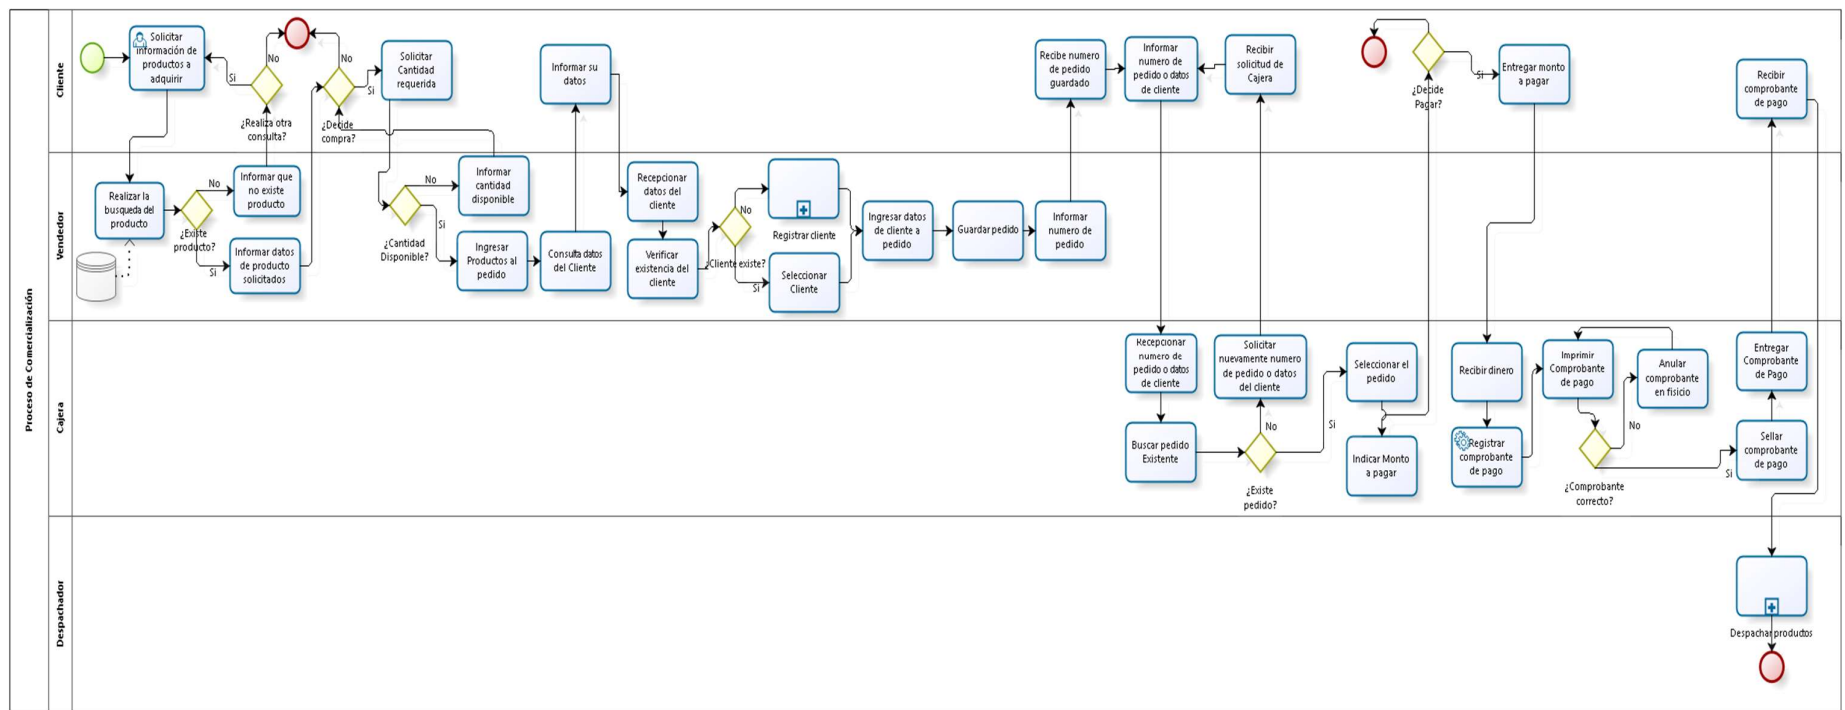 Proceso de Comercialización
Cliente
Solicitar
información de
productos a
adquirir
Si
No
¿Realiza otra
consulta?
No
Si
¿Decide
compra?
Solicitar
Cantidad
requerida
Informar su
datos
Recibe numero
de pedido
guardado
Informar
numero de
pedido o datos
de cliente
Recibir
solicitud de
Cajera
¿Decide
Pagar?
Si
Entregar monto
a pagar
Recibir
comprobante
de pago
Vendedor
Realizar la
busqueda del
producto
¿Existe
producto?
No
Si
Informar que
no existe
producto
Informar datos
de producto
solicitados
¿Cantidad
Disponible?
No
Si
Informar
cantidad
disponible
Ingresar
Productos al
pedido
Consulta datos
del Cliente
Recepcionar
datos del
cliente
Verificar
existencia del
cliente
¿Cliente existe?
No
Si
Registrar cliente
Seleccionar
Cliente
Ingresar datos
de cliente a
pedido
Guardar pedido
Informar
numero de
pedido
Cajera
Recepcionar
numero de
pedido o datos
de cliente
Buscar pedido
Existente
Solicitar
nuevamente numero
de pedido o datos
del cliente
No
Si
¿Existe
pedido?
Seleccionar el
pedido
Indicar Monto
a pagar
Recibir dinero
Registrar
comprobante
de pago
Imprimir
Comprobante
de pago
Anular
comprobante
en fisicio
No
Si
¿Comprobante
correcto?
Entregar
Comprobante
de Pago
Sellar
comprobante
de pago
Despachador
Despachar productos